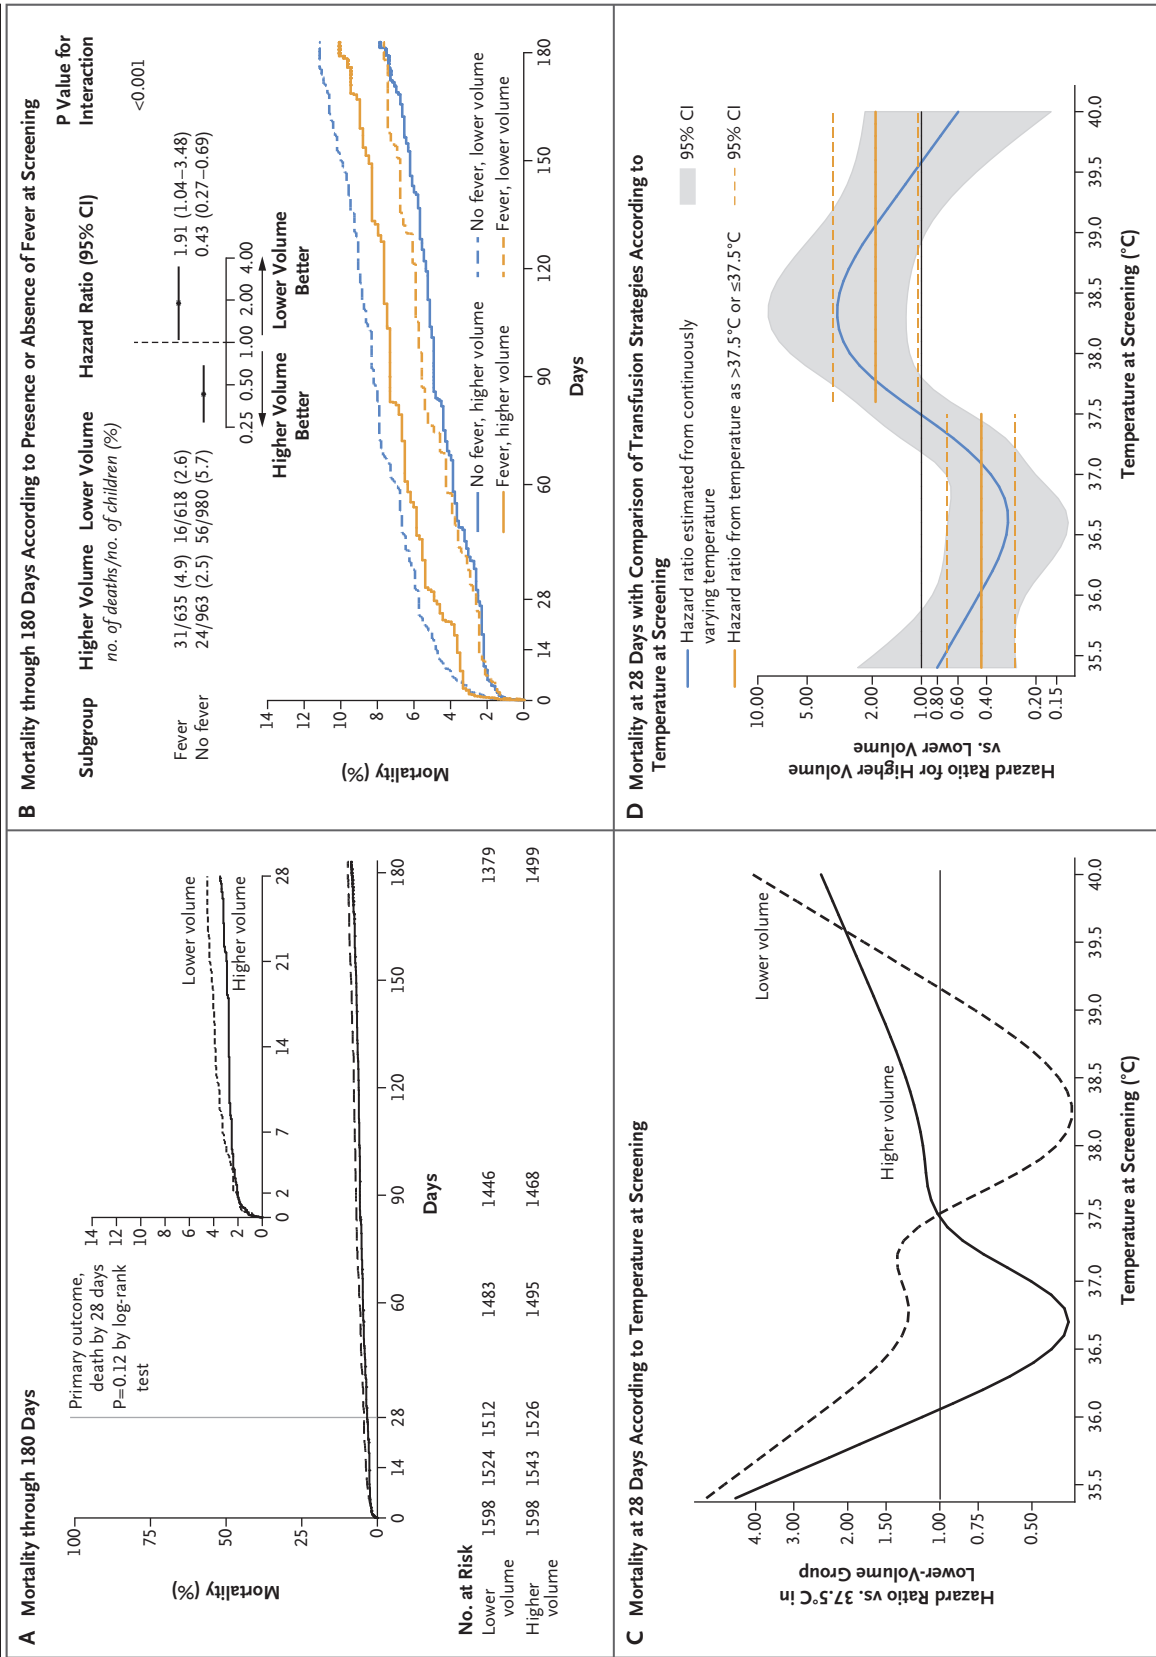 A Mortality through 180 Days
Primary outcome,
death by 28 days
P=0.12 by log-rank
test
Mortality (%)
100
75
50
25
0
14
12
10
8
6
4
2
0
0 2 7 14 21 28
Lower volume
Higher volume
0 14 28 60 90 120 150 180
Days
No. at Risk
Lower
volume
1598 1524 1512 1483 1446 1379
Higher
volume
1598 1543 1526 1495 1468 1499
B Mortality through 180 Days According to Presence or Absence of Fever at Screening
Subgroup Higher Volume Lower Volume Hazard Ratio (95% CI) P Value for
Interaction
no. of deaths/no. of children (%)
<0.001
Fever 31/635 (4.9) 16/618 (2.6) 1.91 (1.04–3.48)
No fever 24/963 (2.5) 56/980 (5.7) 0.43 (0.27–0.69)
0.25 0.50 1.00 2.00 4.00
Higher Volume
Better
Lower Volume
Better
Mortality (%)
14
12
10
8
6
4
2
0
No fever, higher volume
No fever, lower volume
Fever, higher volume
Fever, lower volume
0 14 28 60 90 120 150 180
Days
C Mortality at 28 Days According to Temperature at Screening
Hazard Ratio vs. 37.5°C in
Lower-Volume Group
4.00
3.00
2.00
1.50
1.00
0.75
0.50
Lower volume
Higher volume
35.5 36.0 36.5 37.0 37.5 38.0 38.5 39.0 39.5 40.0
Temperature at Screening (°C)
D Mortality at 28 Days with Comparison of Transfusion Strategies According to
Temperature at Screening
Hazard ratio estimated from continuously
varying temperature
95% CI
Hazard ratio from temperature as >37.5°C or ≤37.5°C
95% CI
Hazard Ratio for Higher Volume
vs. Lower Volume
10.00
5.00
2.00
1.00
0.80
0.60
0.40
0.20
0.15
35.5 36.0 36.5 37.0 37.5 38.0 38.5 39.0 39.5 40.0
Temperature at Screening (°C)